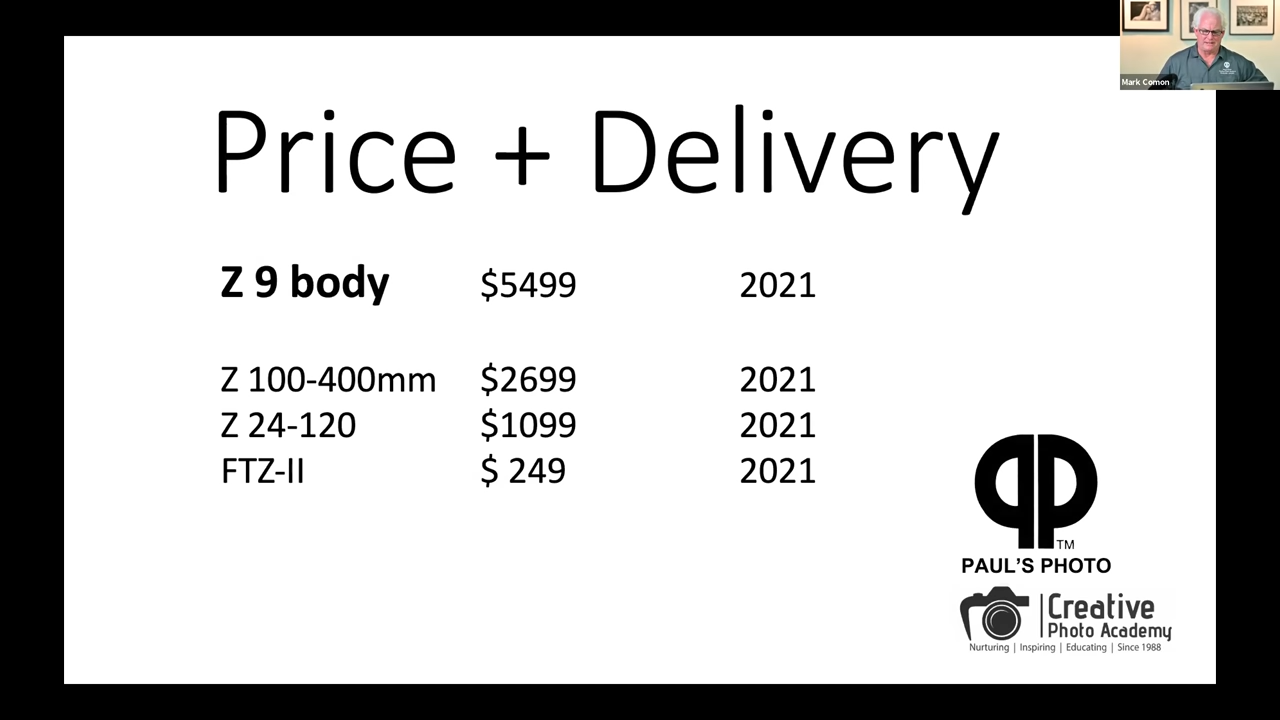 Mark Comon
Price + Delivery
Z 9 body $5499 2021
Z 100-400mm $2699 2021
Z 24-120 $1099 2021
FTZ-II $ 249 2021
TM
PAUL'S PHOTO
Creative
Photo Academy
Nurturing | Inspiring | Educating | Since 1988